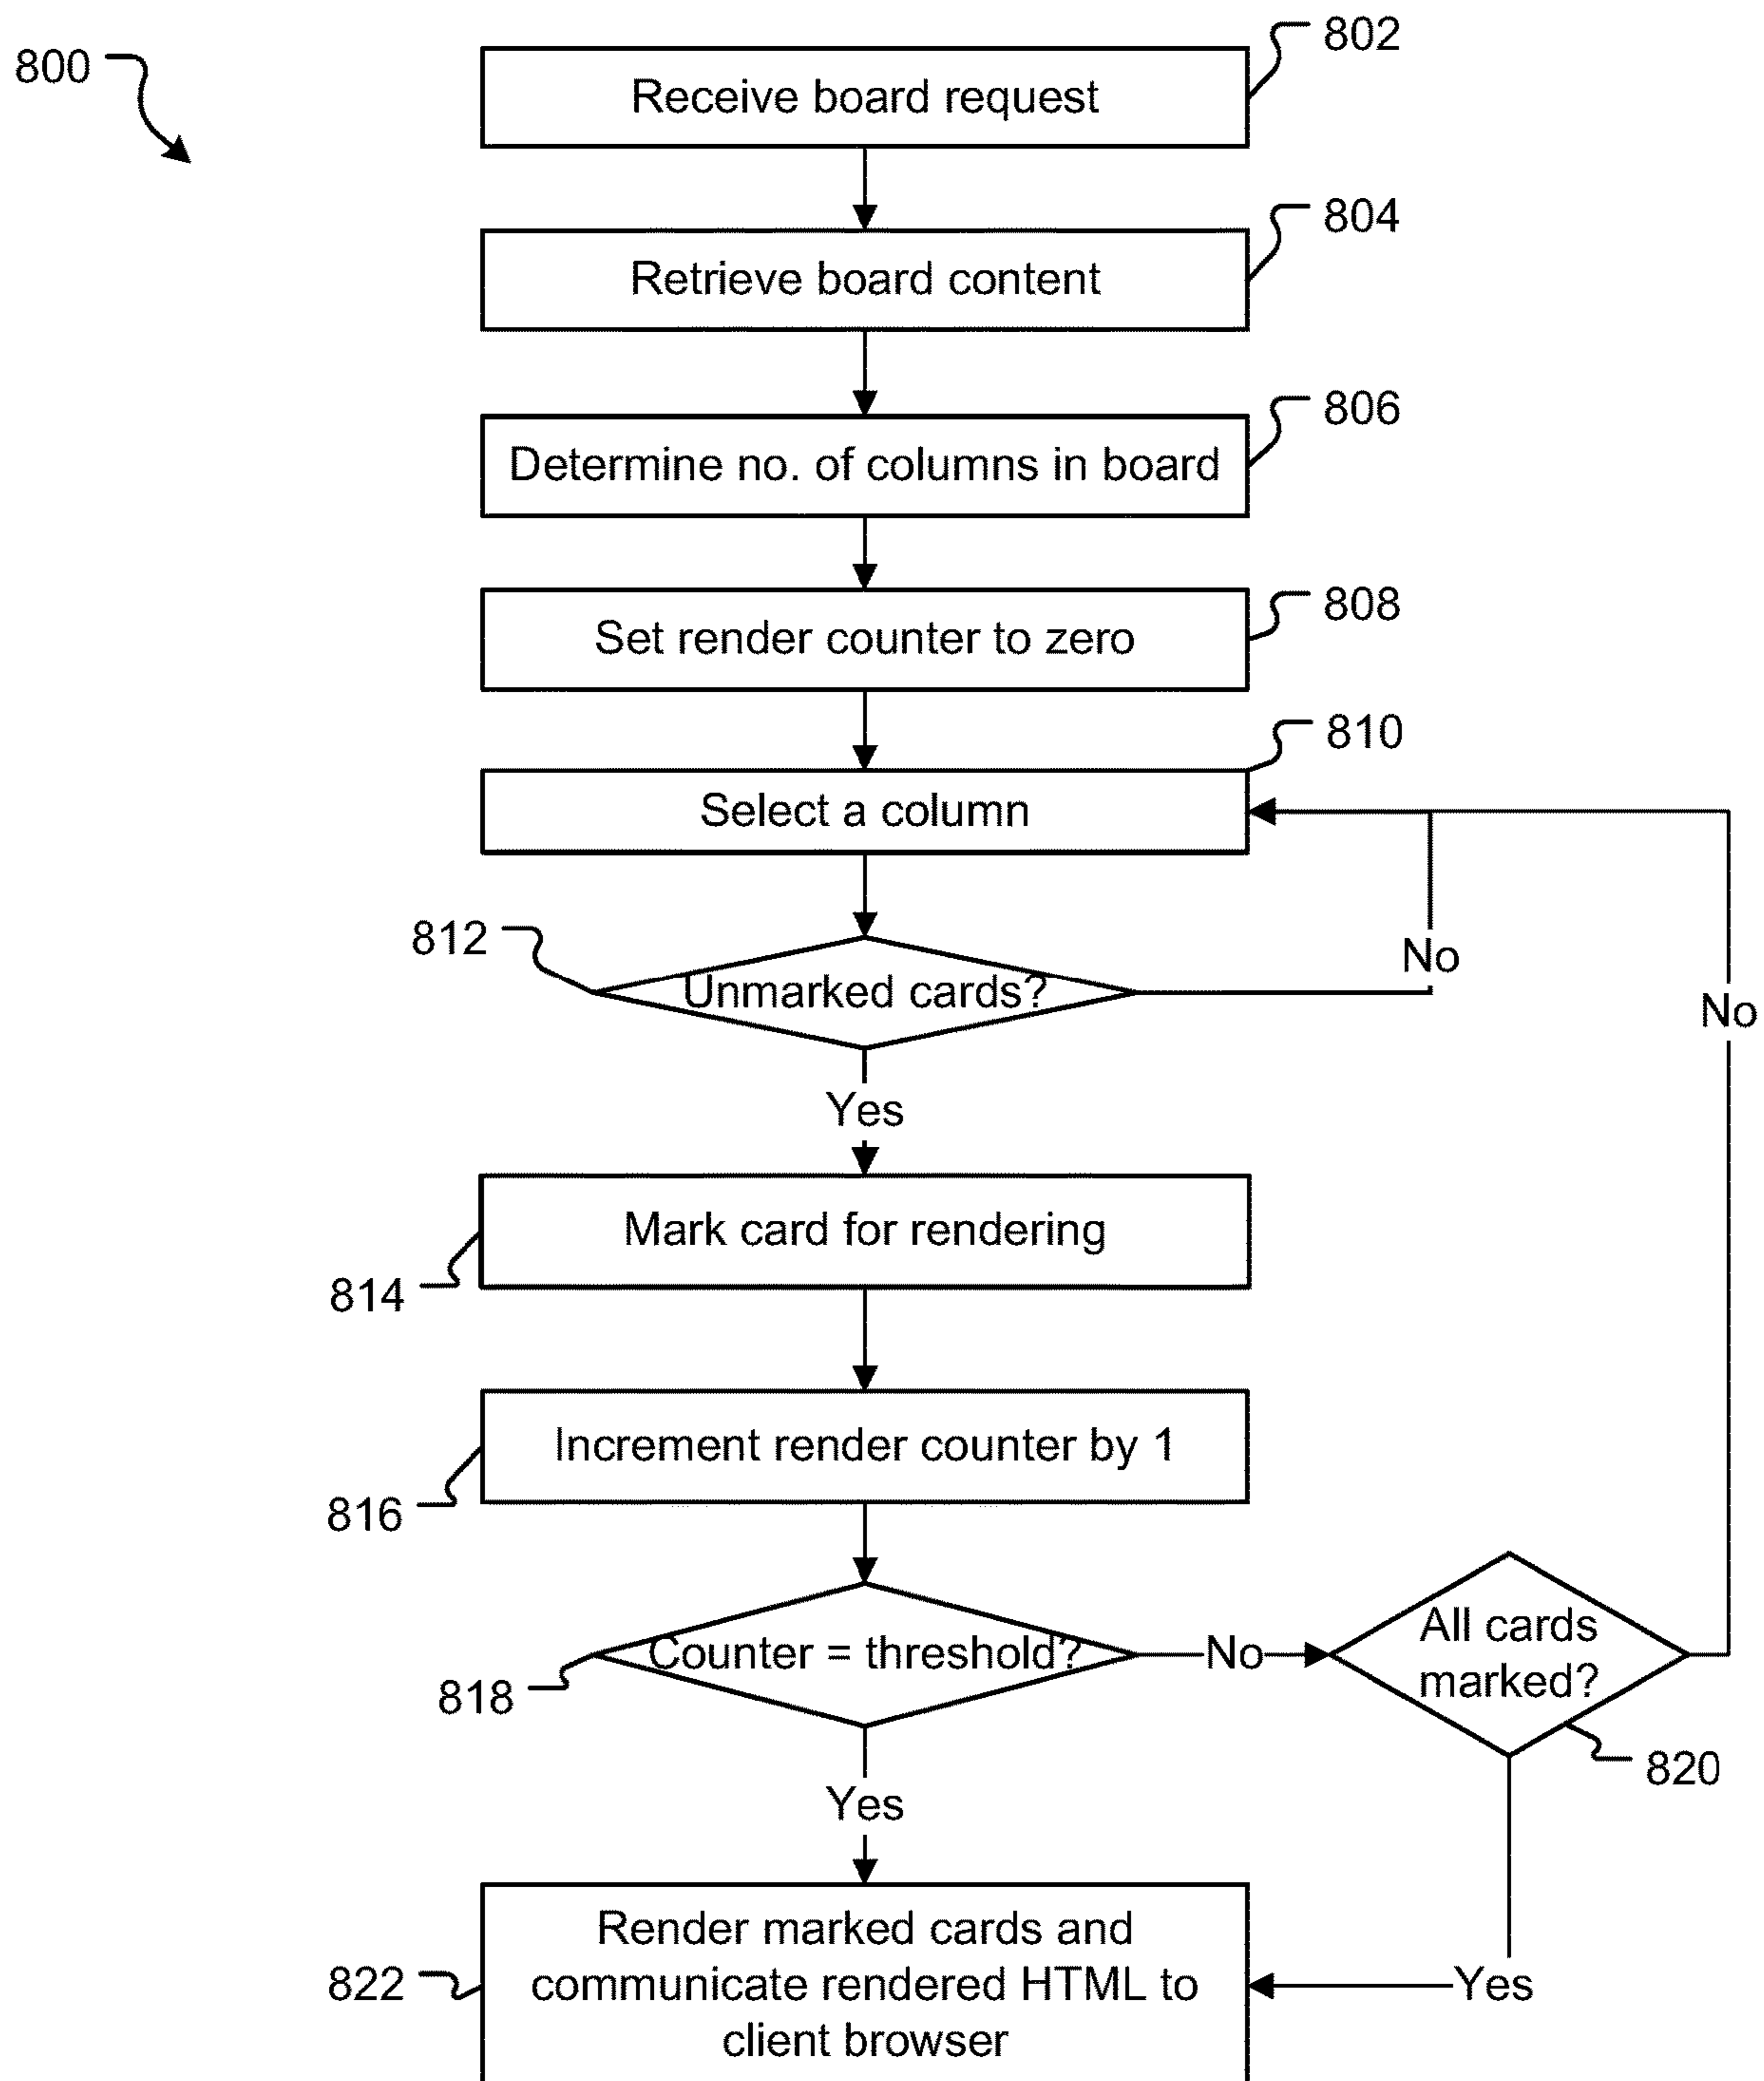 800
802
Receive board request
804
Retrieve board content
806
Determine no. of columns in board
808
Set render counter to zero
810
Select a column
812
Unmarked cards?
No
No
Yes
Mark card for rendering
814
Increment render counter by 1
816
Counter = threshold?
818
No
All cards
marked?
820
Yes
Render marked cards and
communicate rendered HTML to
client browser
822
Yes